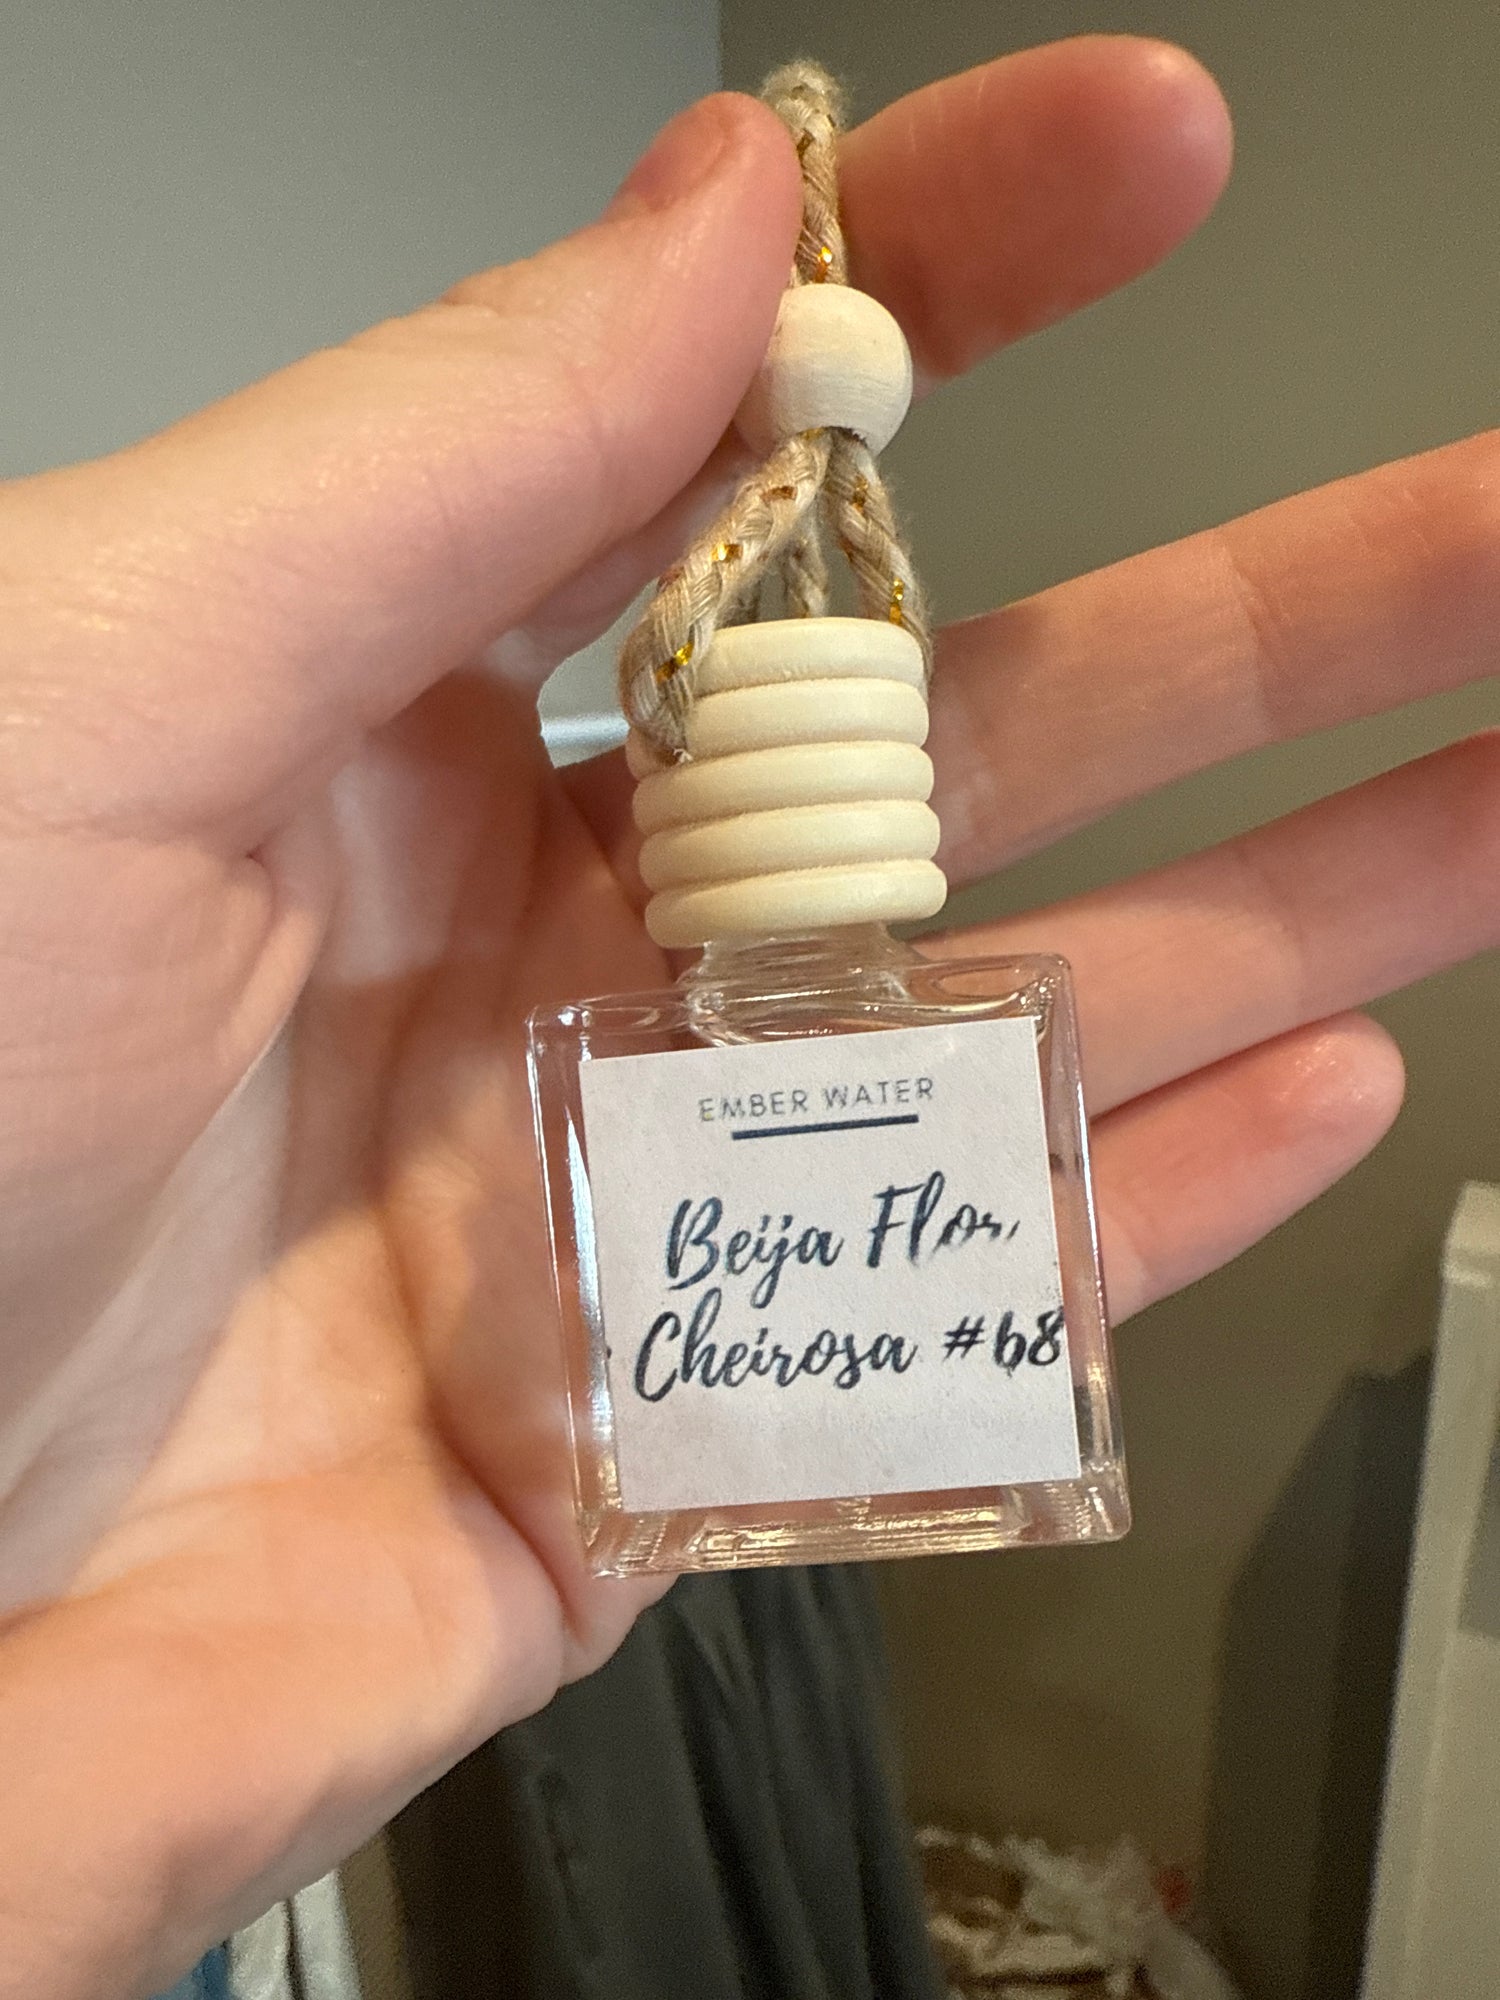 EMBER WATER
Beija Flor,
Cheirosa #68